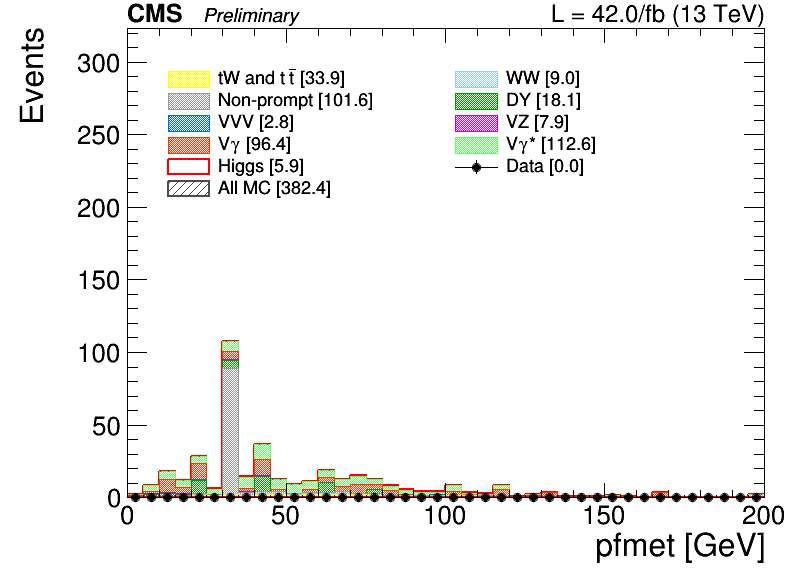 CMS Preliminary L = 42.0/fb (13 TeV)
Events
300
250
200
150
100
50
0
tW and tt̄ [33.9]
Non-prompt [101.6]
VVV [2.8]
Vγ [96.4]
Higgs [5.9]
All MC [382.4]
WW [9.0]
DY [18.1]
VZ [7.9]
Vγ* [112.6]
Data [0.0]
0 50 100 150 200
pfmet [GeV]